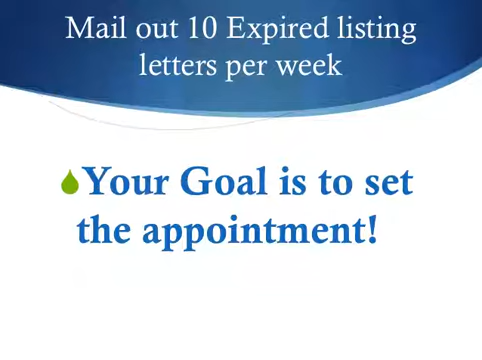 Mail out 10 Expired listing
letters per week
Your Goal is to set
the appointment!